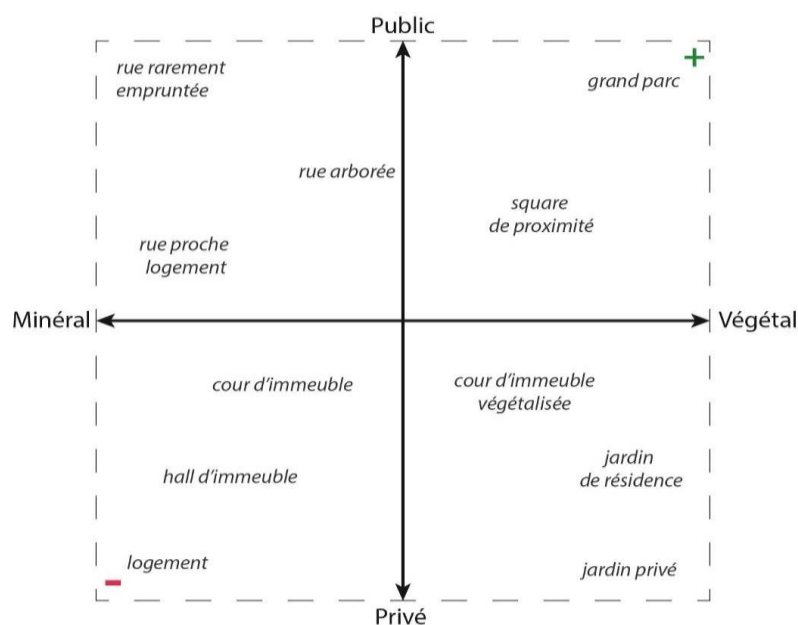 Public
rue rarement
empruntée
+
grand parc
rue arborée
square
de proximité
rue proche
logement
Minéral
Végétal
cour d'immeuble
cour d'immeuble
végétalisée
hall d'immeuble
jardin
de résidence
logement
-
jardin privé
Privé